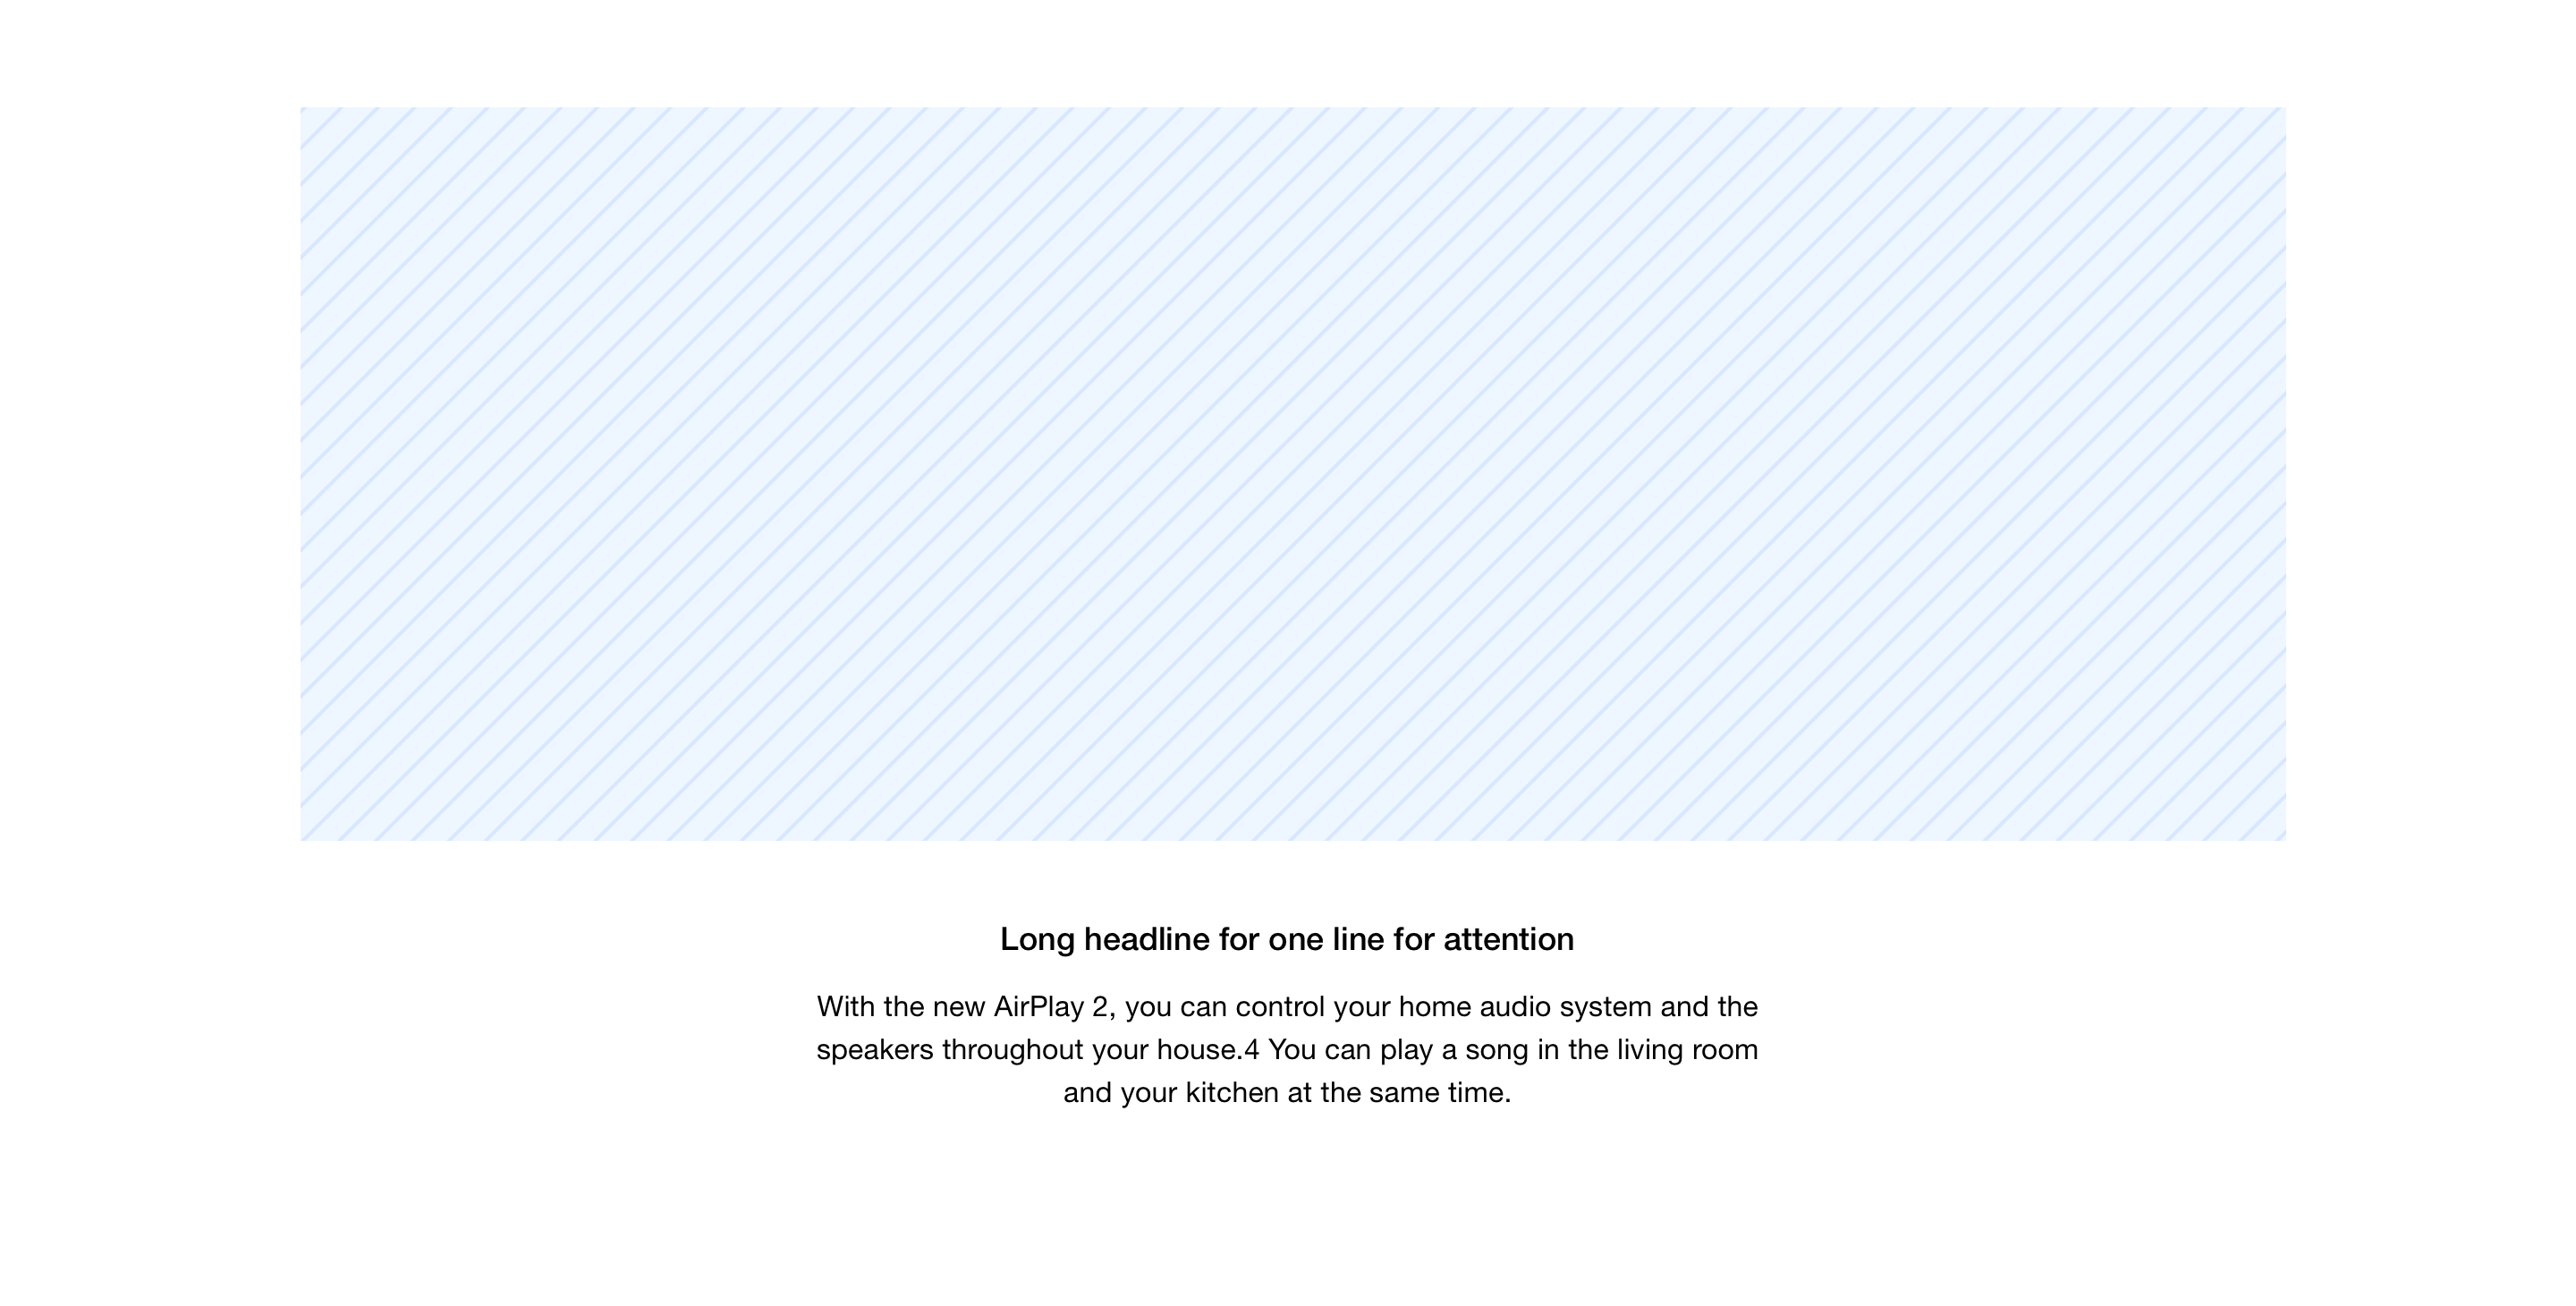 Long headline for one line for attention
With the new AirPlay 2, you can control your home audio system and the
speakers throughout your house.4 You can play a song in the living room
and your kitchen at the same time.